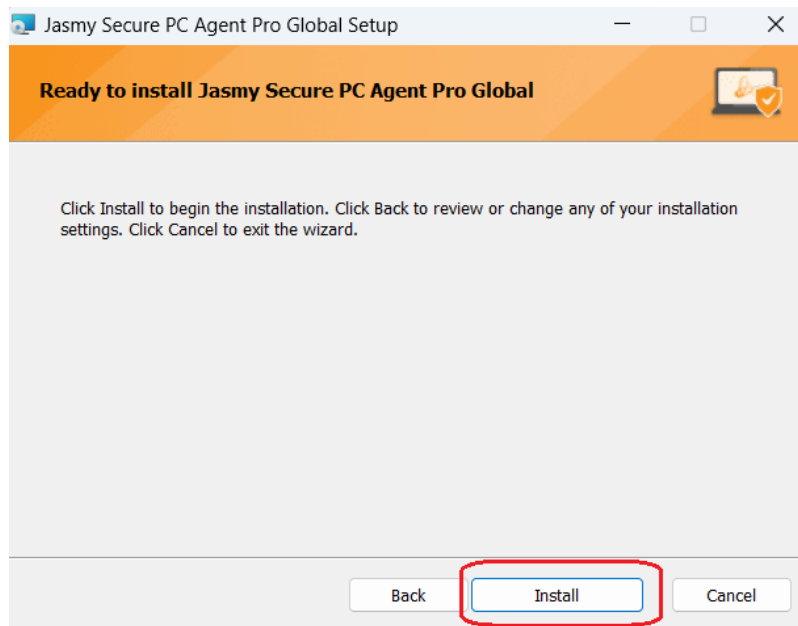 Jasmy Secure PC Agent Pro Global Setup
Ready to install Jasmy Secure PC Agent Pro Global
Click Install to begin the installation. Click Back to review or change any of your installation
settings. Click Cancel to exit the wizard.
Back
Install
Cancel